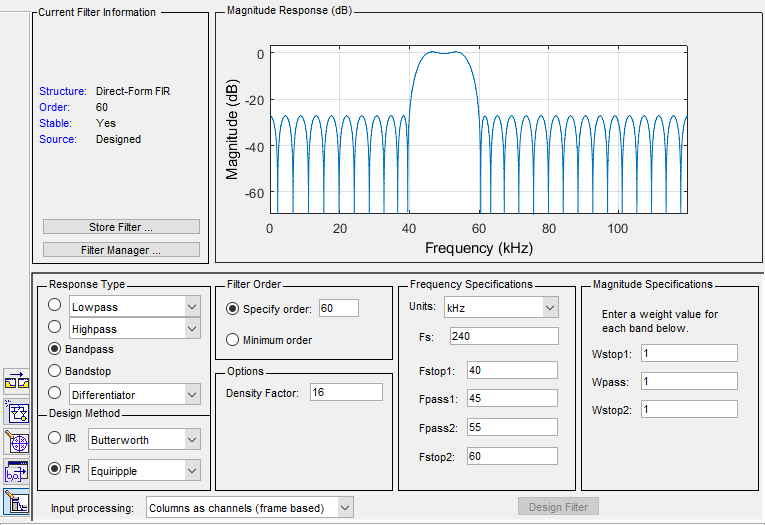 Current Filter Information
Structure: Direct-Form FIR
Order: 60
Stable: Yes
Source: Designed
Store Filter ...
Filter Manager ...
Magnitude Response (dB)
Magnitude (dB)
0
-20
-40
-60
0 20 40 60 80 100
Frequency (kHz)
Response Type
Lowpass
Highpass
Bandpass
Bandstop
Differentiator
Design Method
IIR Butterworth
FIR Equiripple
Filter Order
Specify order: 60
Minimum order
Options
Density Factor: 16
Frequency Specifications
Units: kHz
Fs: 240
Fstop1: 40
Fpass1: 45
Fpass2: 55
Fstop2: 60
Magnitude Specifications
Enter a weight value for
each band below.
Wstop1: 1
Wpass: 1
Wstop2: 1
Input processing: Columns as channels (frame based)
Design Filter